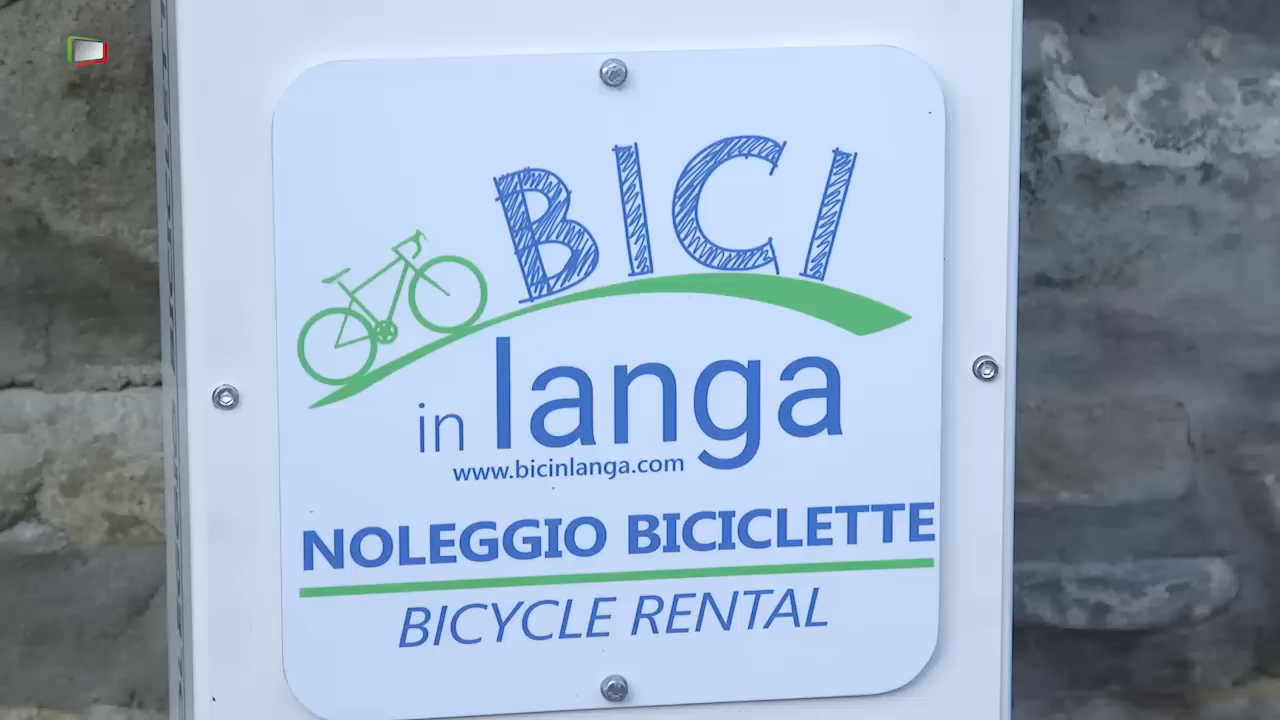 BICI
in langa
www.bicinlanga.com
NOLEGGIO BICICLETTE
BICYCLE RENTAL